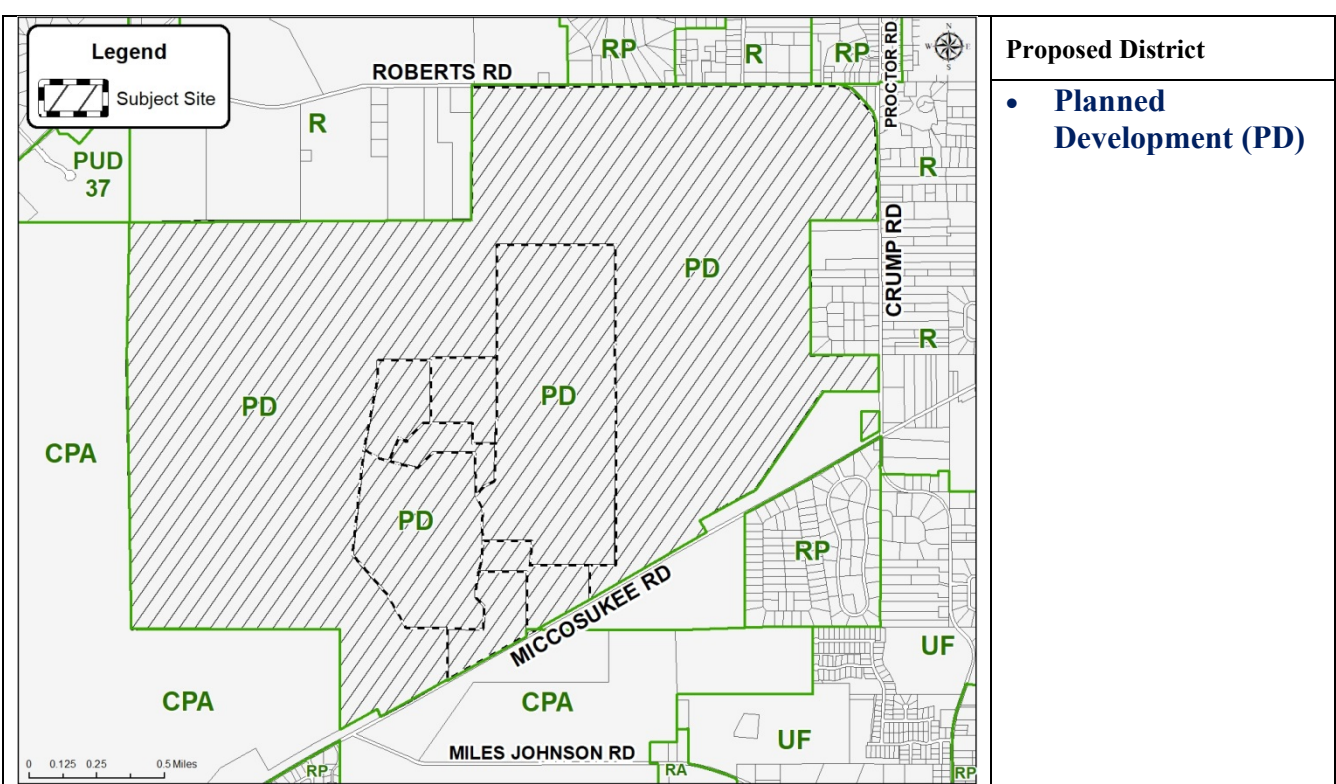 Legend
Subject Site
ROBERTS RD
RP
R
RP
PROCTOR RD
N
W
E
S
R
PUD
37
R
CRUMP RD
PD
R
PD
PD
CPA
PD
RP
MICCOSUKEE RD
UF
CPA
CPA
UF
MILES JOHNSON RD
0 0.125 0.25 0.5 Miles
RP
RA
RP
Proposed District
• Planned
Development (PD)